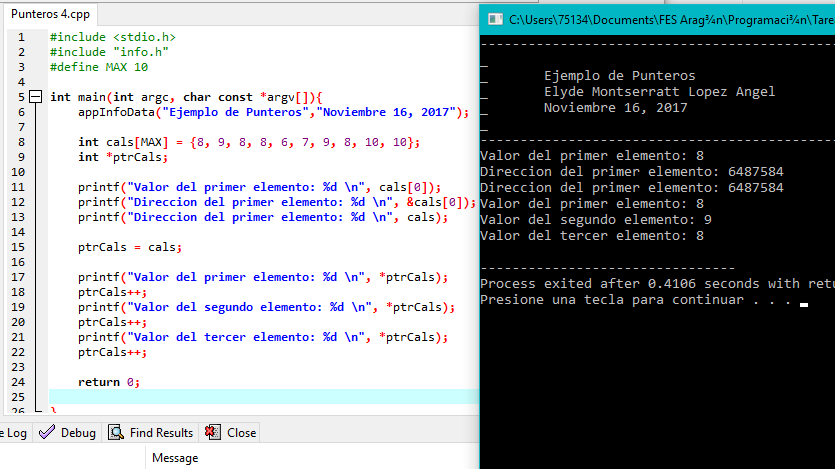 Punteros 4.cpp
1 #include <stdio.h>
2 #include "info.h"
3 #define MAX 10
4
5 int main(int argc, char const *argv[]){
6 appInfoData("Ejemplo de Punteros","Noviembre 16, 2017");
7
8 int cals[MAX] = {8, 9, 8, 8, 6, 7, 9, 8, 10, 10};
9 int *ptrCals;
10
11 printf("Valor del primer elemento: %d \n", cals[0]);
12 printf("Direccion del primer elemento: %d \n", &cals[0]);
13 printf("Direccion del primer elemento: %d \n", cals);
14
15 ptrCals = cals;
16
17 printf("Valor del primer elemento: %d \n", *ptrCals);
18 ptrCals++;
19 printf("Valor del segundo elemento: %d \n", *ptrCals);
20 ptrCals++;
21 printf("Valor del tercer elemento: %d \n", *ptrCals);
22 ptrCals++;
23
24 return 0;
25
26 }
e Log Debug Find Results Close
Message
C:\Users\75134\Documents\FES Arag¾n\Programaci¾n\Tarea
--------------------------------------------
Ejemplo de Punteros
Elyde Montserratt Lopez Angel
Noviembre 16, 2017
--------------------------------------------
Valor del primer elemento: 8
Direccion del primer elemento: 6487584
Direccion del primer elemento: 6487584
Valor del primer elemento: 8
Valor del segundo elemento: 9
Valor del tercer elemento: 8
--------------------------------
Process exited after 0.4106 seconds with retu
Presione una tecla para continuar . . .